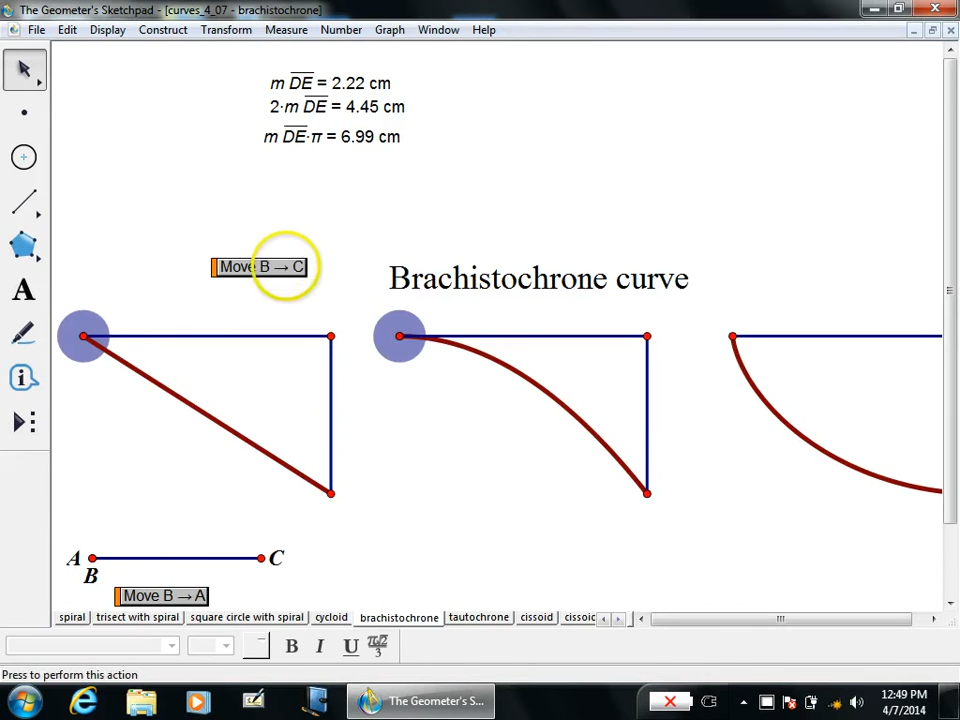 The Geometer's Sketchpad - [curves_4_07 - brachistochrone]
File Edit Display Construct Transform Measure Number Graph Window Help
m DE = 2.22 cm
2·m DE = 4.45 cm
m DE·π = 6.99 cm
Move B → C
Brachistochrone curve
A
A C
B
Move B → A
spiral trisect with spiral square circle with spiral cycloid brachistochrone tautochrone cissoid cissoic
B I U π√2/3
Press to perform this action
The Geometer's S...
12:49 PM
4/7/2014